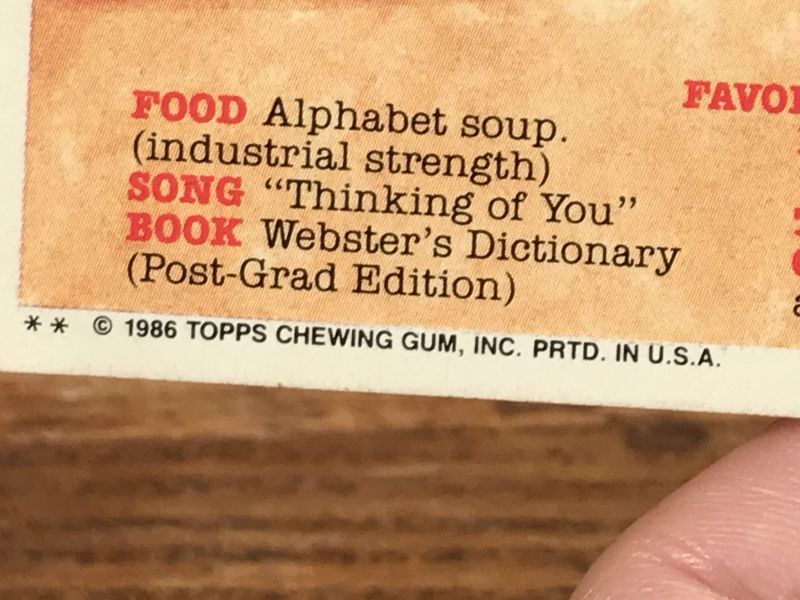 FOOD Alphabet soup.
(industrial strength)
SONG "Thinking of You"
BOOK Webster's Dictionary
(Post-Grad Edition)
** © 1986 TOPPS CHEWING GUM, INC. PRTD. IN U.S.A.